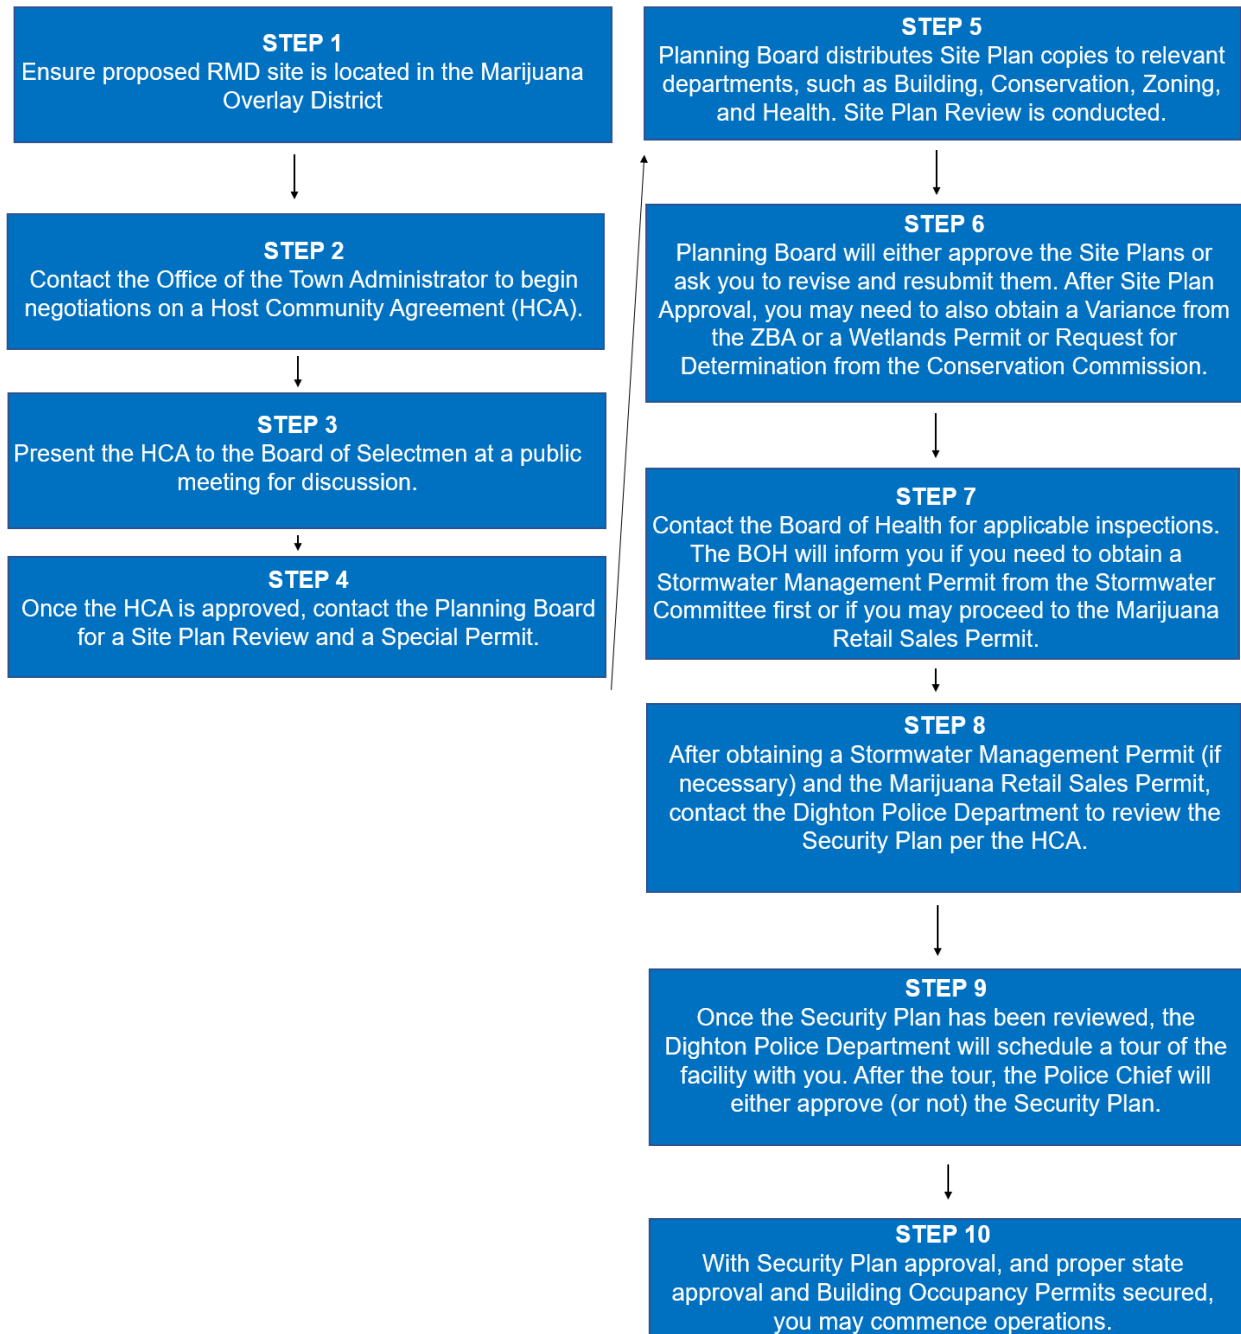 STEP 1
Ensure proposed RMD site is located in the Marijuana
Overlay District
STEP 2
Contact the Office of the Town Administrator to begin
negotiations on a Host Community Agreement (HCA).
STEP 3
Present the HCA to the Board of Selectmen at a public
meeting for discussion.
STEP 4
Once the HCA is approved, contact the Planning Board
for a Site Plan Review and a Special Permit.
STEP 5
Planning Board distributes Site Plan copies to relevant
departments, such as Building, Conservation, Zoning,
and Health. Site Plan Review is conducted.
STEP 6
Planning Board will either approve the Site Plans or
ask you to revise and resubmit them. After Site Plan
Approval, you may need to also obtain a Variance from
the ZBA or a Wetlands Permit or Request for
Determination from the Conservation Commission.
STEP 7
Contact the Board of Health for applicable inspections.
The BOH will inform you if you need to obtain a
Stormwater Management Permit from the Stormwater
Committee first or if you may proceed to the Marijuana
Retail Sales Permit.
STEP 8
After obtaining a Stormwater Management Permit (if
necessary) and the Marijuana Retail Sales Permit,
contact the Dighton Police Department to review the
Security Plan per the HCA.
STEP 9
Once the Security Plan has been reviewed, the
Dighton Police Department will schedule a tour of the
facility with you. After the tour, the Police Chief will
either approve (or not) the Security Plan.
STEP 10
With Security Plan approval, and proper state
approval and Building Occupancy Permits secured,
you may commence operations.